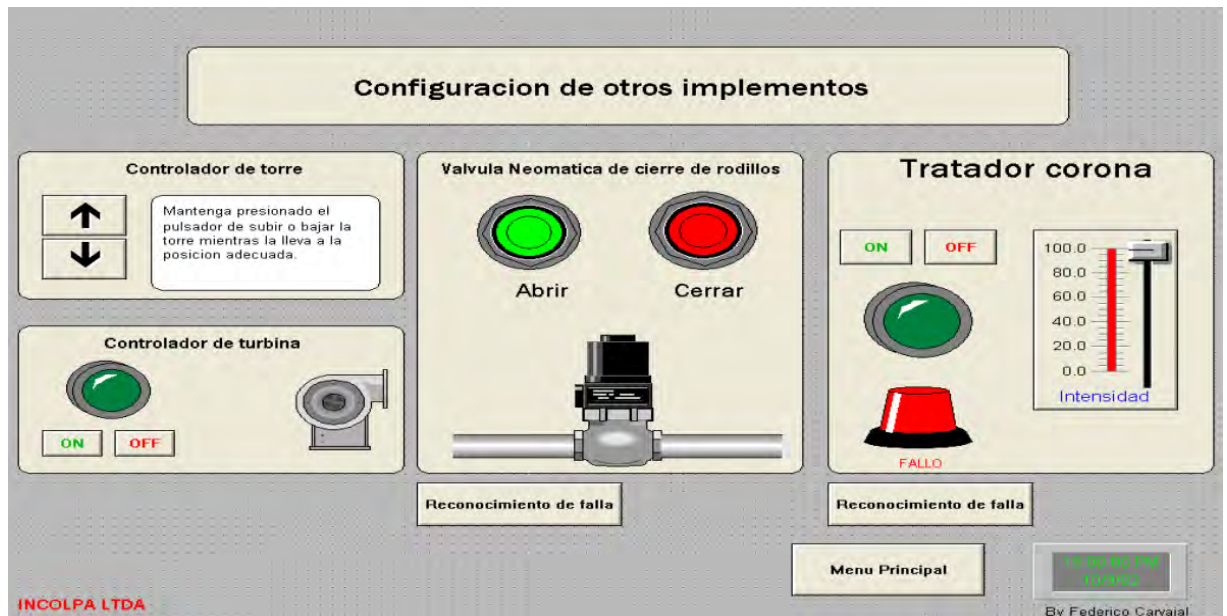 Configuracion de otros implementos
Controlador de torre
Mantenga presionado el
pulsador de subir o bajar la
torre mientras la lleva a la
posicion adecuada.
Controlador de turbina
ON
OFF
Valvula Neomatica de cierre de rodillos
Abrir
Cerrar
Reconocimiento de falla
Tratador corona
ON
OFF
100.0
80.0
60.0
40.0
20.0
0.0
Intensidad
FALLO
Reconocimiento de falla
Menu Principal
INCOLPA LTDA
By Federico Carvajal